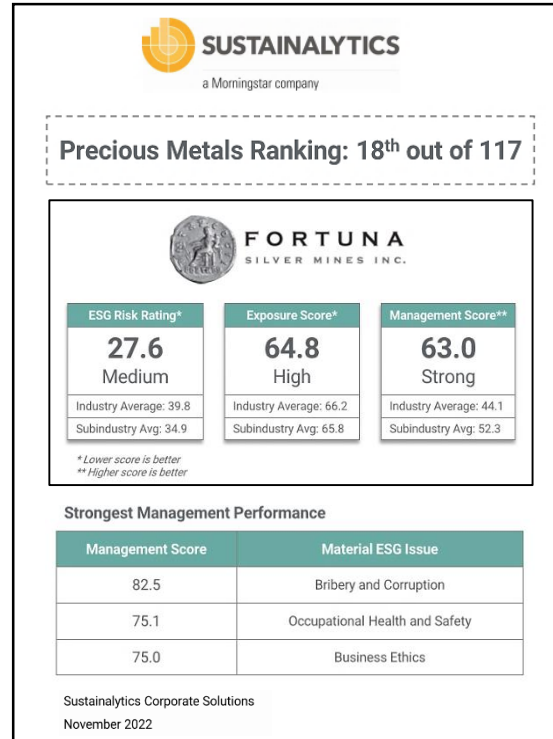 SUSTAINALYTICS
a Morningstar company
Precious Metals Ranking: 18th out of 117
FORTUNA
SILVER MINES INC.
ESG Risk Rating* Exposure Score* Management Score**
27.6 64.8 63.0
Medium High Strong
Industry Average: 39.8 Industry Average: 66.2 Industry Average: 44.1
Subindustry Avg: 34.9 Subindustry Avg: 65.8 Subindustry Avg: 52.3
* Lower score is better
** Higher score is better
Strongest Management Performance
Management Score Material ESG Issue
82.5 Bribery and Corruption
75.1 Occupational Health and Safety
75.0 Business Ethics
Sustainalytics Corporate Solutions
November 2022